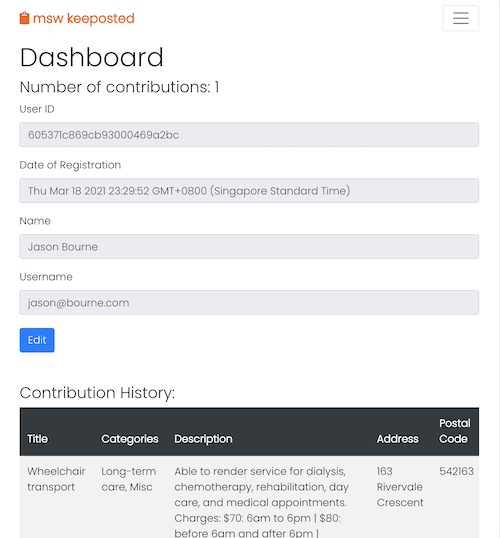 msw keeposted
Dashboard
Number of contributions: 1
User ID
605371c869cb93000469a2bc
Date of Registration
Thu Mar 18 2021 23:29:52 GMT+0800 (Singapore Standard Time)
Name
Jason Bourne
Username
jason@bourne.com
Edit
Contribution History:
Title Categories Description Address Postal Code
Wheelchair transport
Long-term care, Misc
Able to render service for dialysis,
chemotherapy, rehabilitation, day
care, and medical appointments.
Charges: $70: 6am to 6pm | $80:
before 6am and after 6pm |
163
Rivervale
Crescent
542163